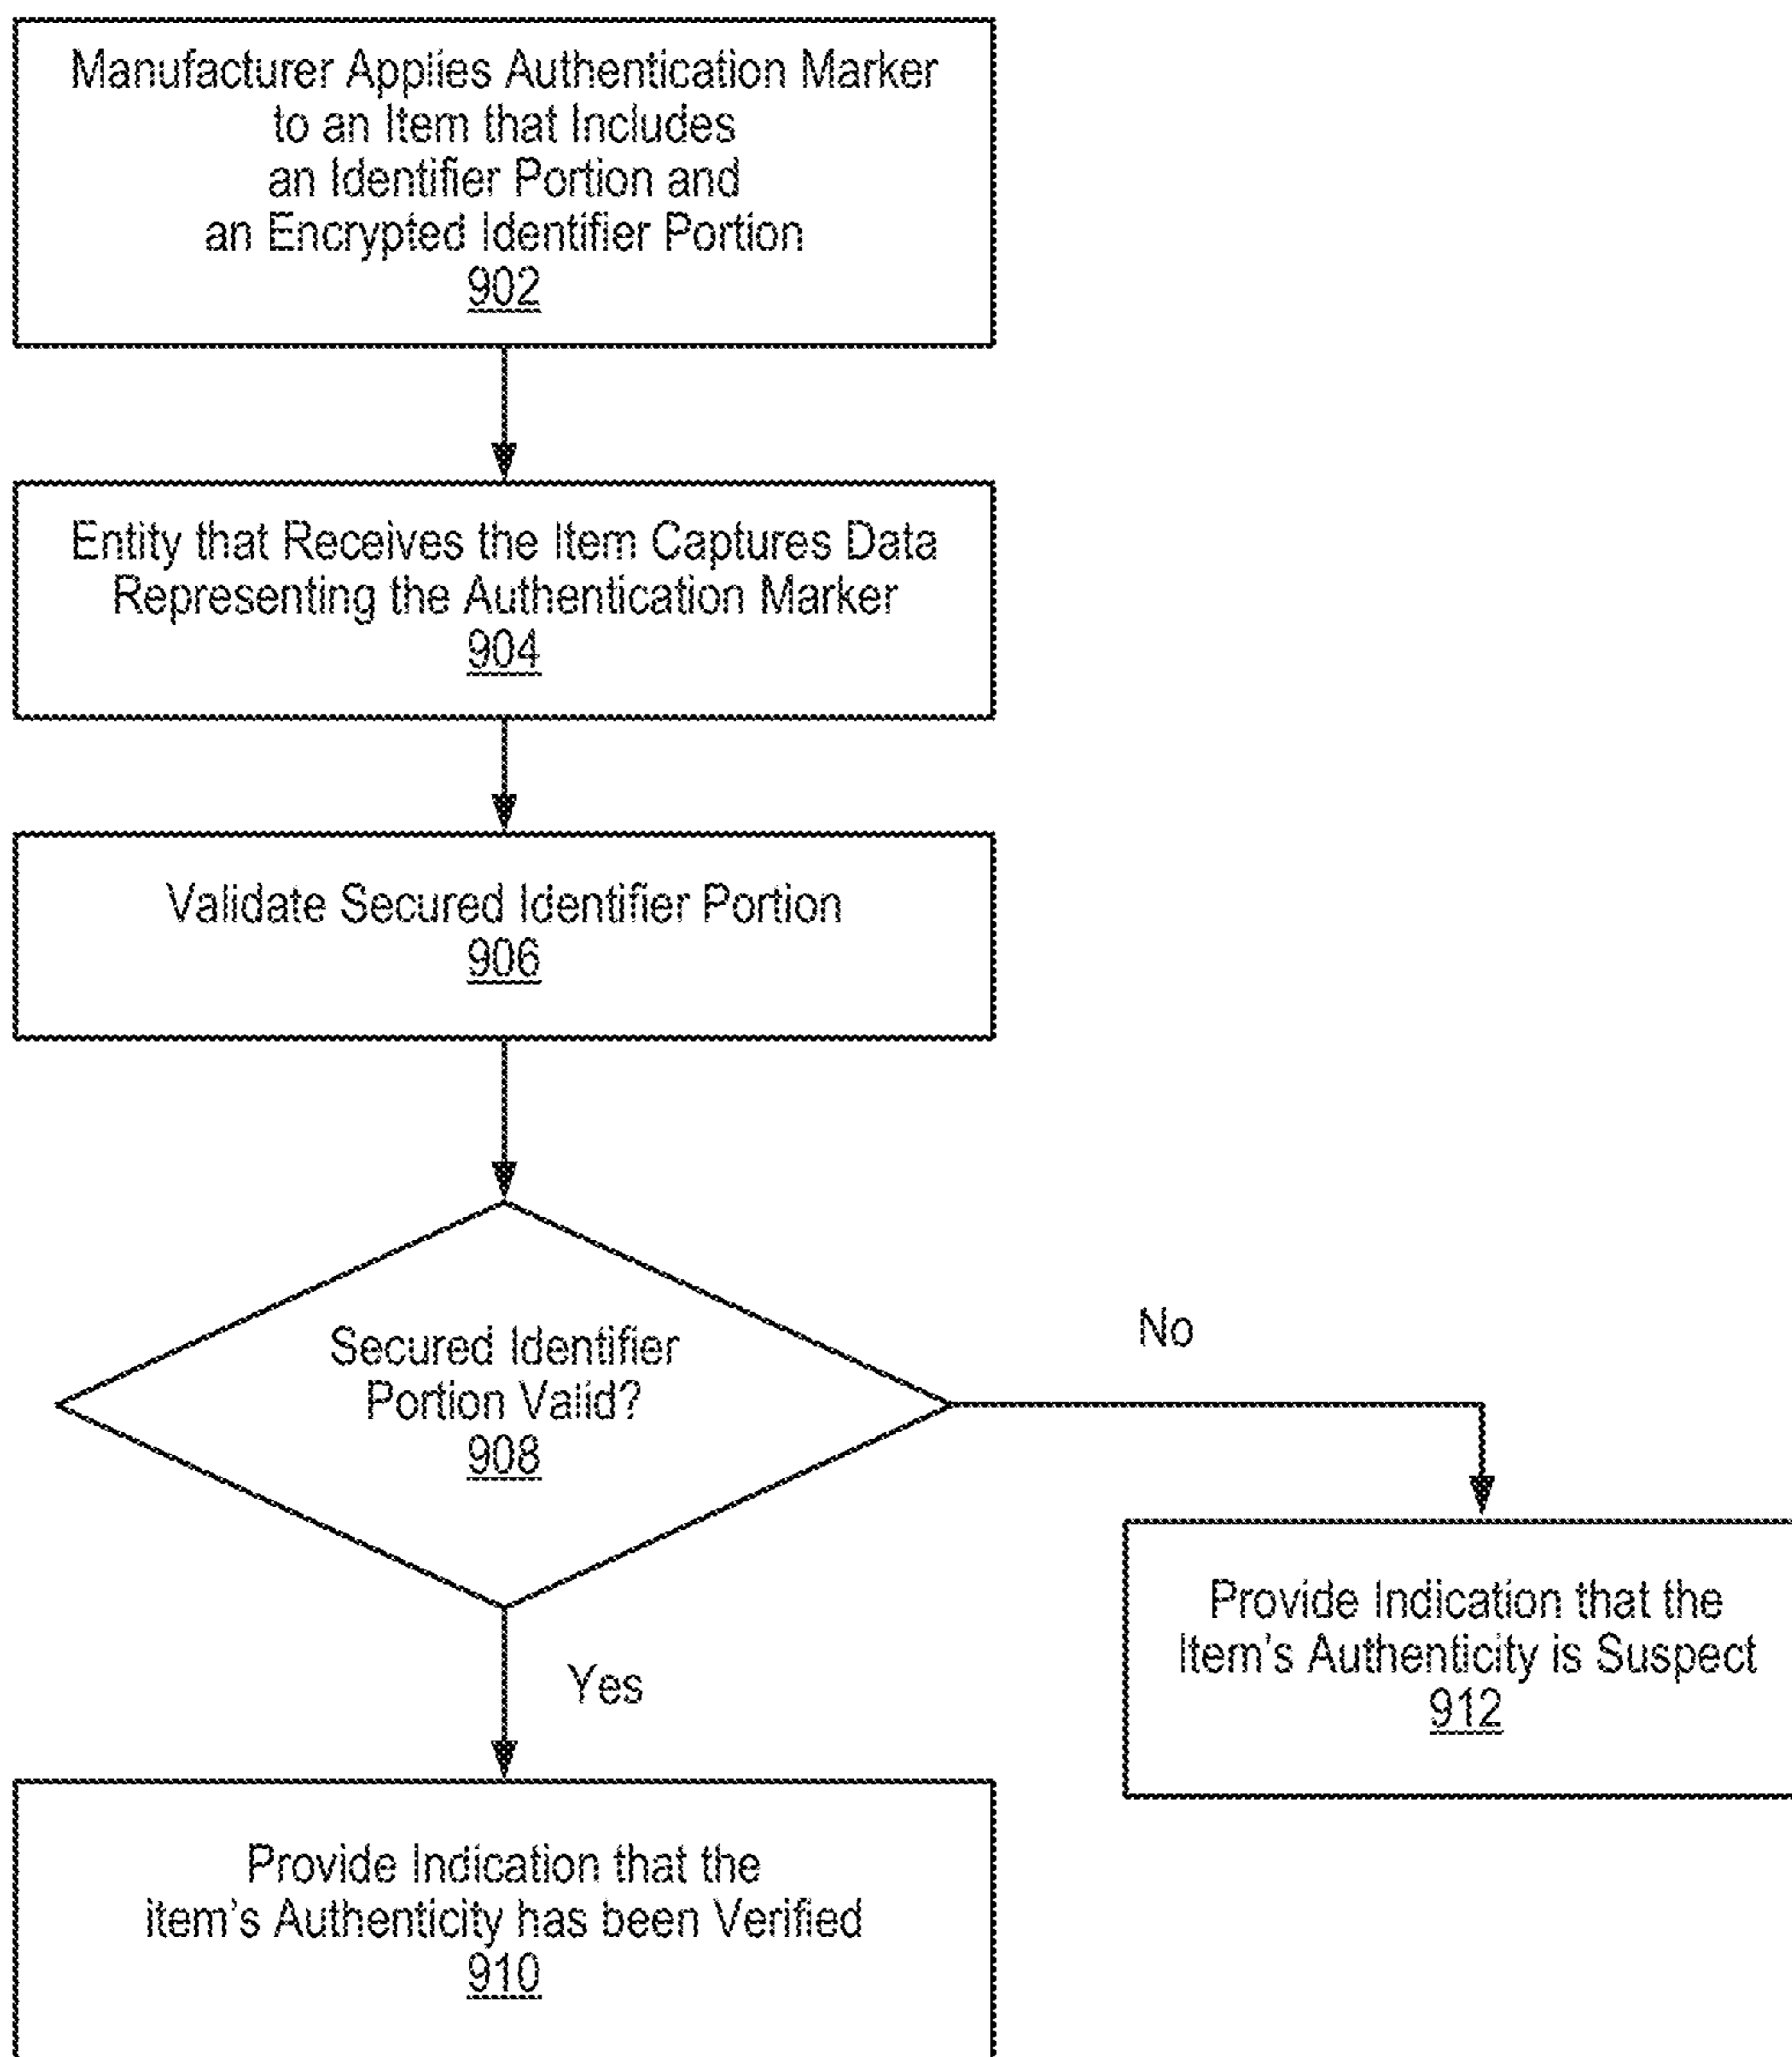 Manufacturer Applies Authentication Marker
to an Item that Includes
an Identifier Portion and
an Encrypted Identifier Portion
902
Entity that Receives the Item Captures Data
Representing the Authentication Marker
904
Validate Secured Identifier Portion
906
Secured Identifier
Portion Valid?
908
No
Yes
Provide Indication that the
Item's Authenticity is Suspect
912
Provide Indication that the
item's Authenticity has been Verified
910